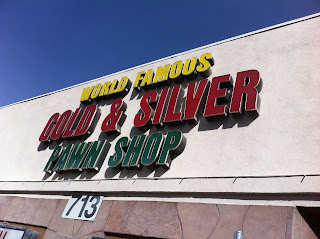 WORLD FAMOUS
GOLD & SILVER
PAWN SHOP
713